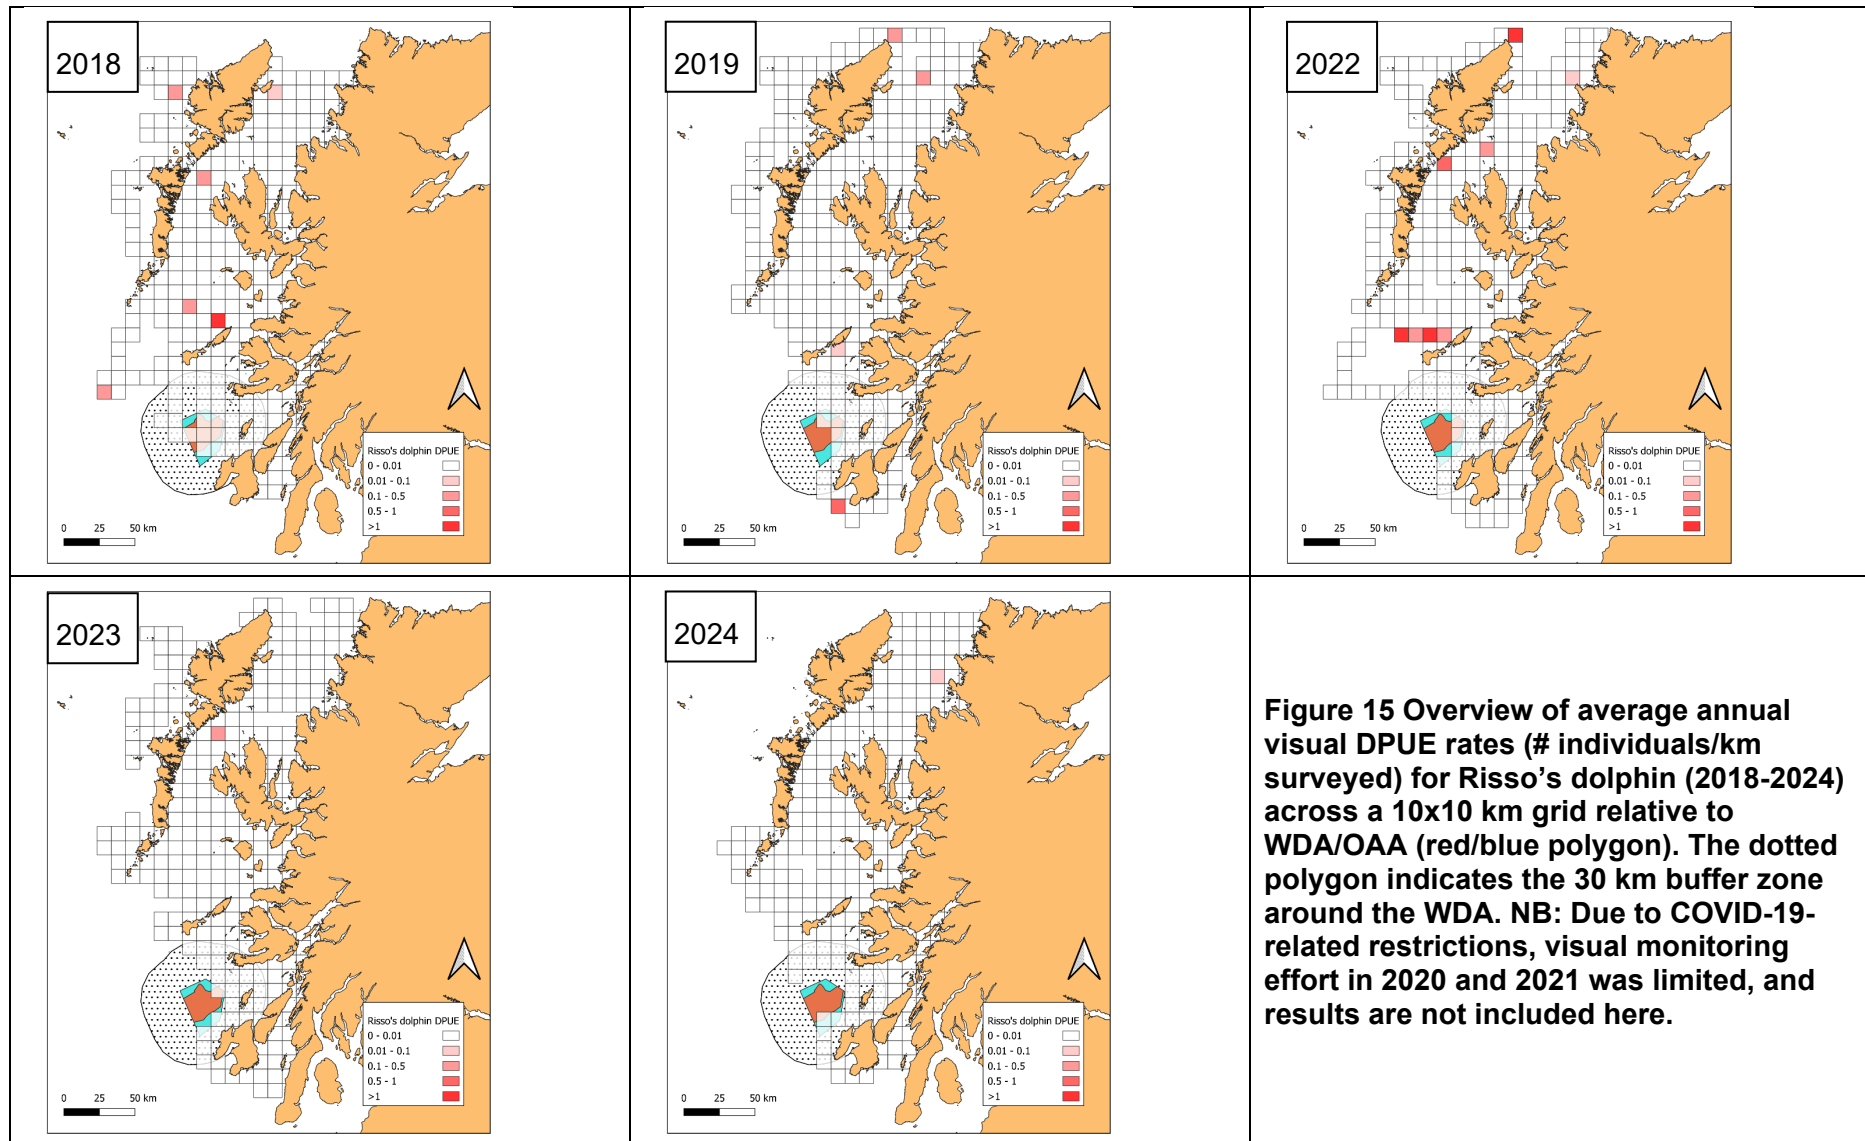 2018
Risso's dolphin DPUE
0 - 0.01
0.01 - 0.1
0.1 - 0.5
0.5 - 1
>1
0 25 50 km
2019
Risso's dolphin DPUE
0 - 0.01
0.01 - 0.1
0.1 - 0.5
0.5 - 1
>1
0 25 50 km
2022
Risso's dolphin DPUE
0 - 0.01
0.01 - 0.1
0.1 - 0.5
0.5 - 1
>1
0 25 50 km
2023
Risso's dolphin DPUE
0 - 0.01
0.01 - 0.1
0.1 - 0.5
0.5 - 1
>1
0 25 50 km
2024
Risso's dolphin DPUE
0 - 0.01
0.01 - 0.1
0.1 - 0.5
0.5 - 1
>1
0 25 50 km
Figure 15 Overview of average annual
visual DPUE rates (# individuals/km
surveyed) for Risso’s dolphin (2018-2024)
across a 10x10 km grid relative to
WDA/OAA (red/blue polygon). The dotted
polygon indicates the 30 km buffer zone
around the WDA. NB: Due to COVID-19-
related restrictions, visual monitoring
effort in 2020 and 2021 was limited, and
results are not included here.